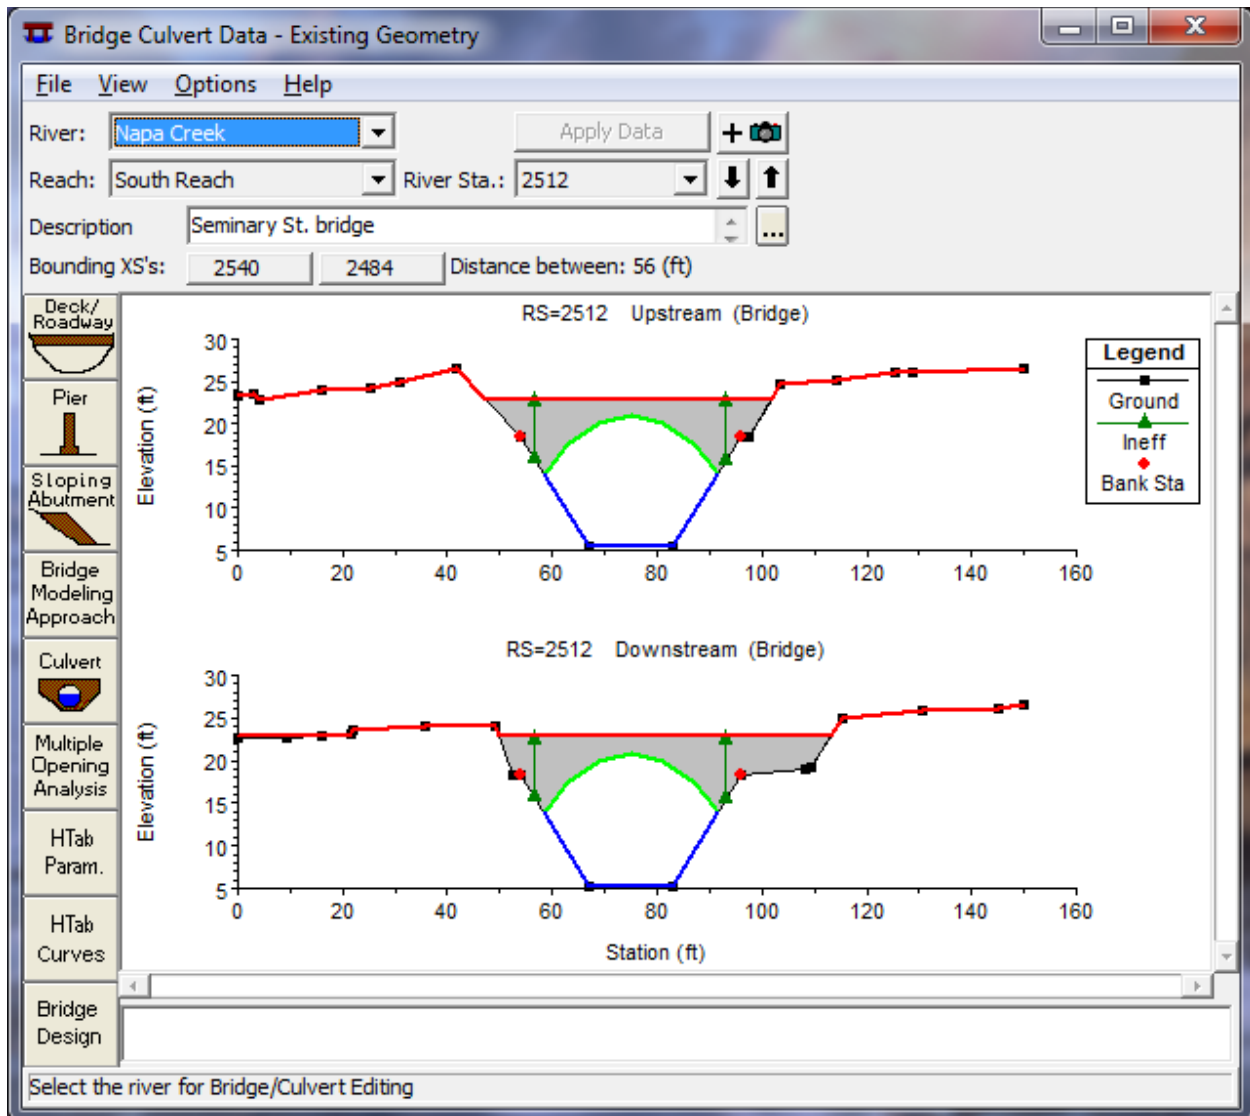 Bridge Culvert Data - Existing Geometry
File View Options Help
River: Napa Creek Apply Data +
Reach: South Reach River Sta.: 2512
Description Seminary St. bridge ...
Bounding XS's: 2540 2484 Distance between: 56 (ft)
Deck/
Roadway
Pier
Sloping
Abutment
Bridge
Modeling
Approach
Culvert
Multiple
Opening
Analysis
HTab
Param.
HTab
Curves
Bridge
Design
RS=2512 Upstream (Bridge)
30
25
20
15
10
5
Elevation (ft)
0 20 40 60 80 100 120 140 160
Legend
Ground
Ineff
Bank Sta
RS=2512 Downstream (Bridge)
30
25
20
15
10
5
Elevation (ft)
0 20 40 60 80 100 120 140 160
Station (ft)
Select the river for Bridge/Culvert Editing